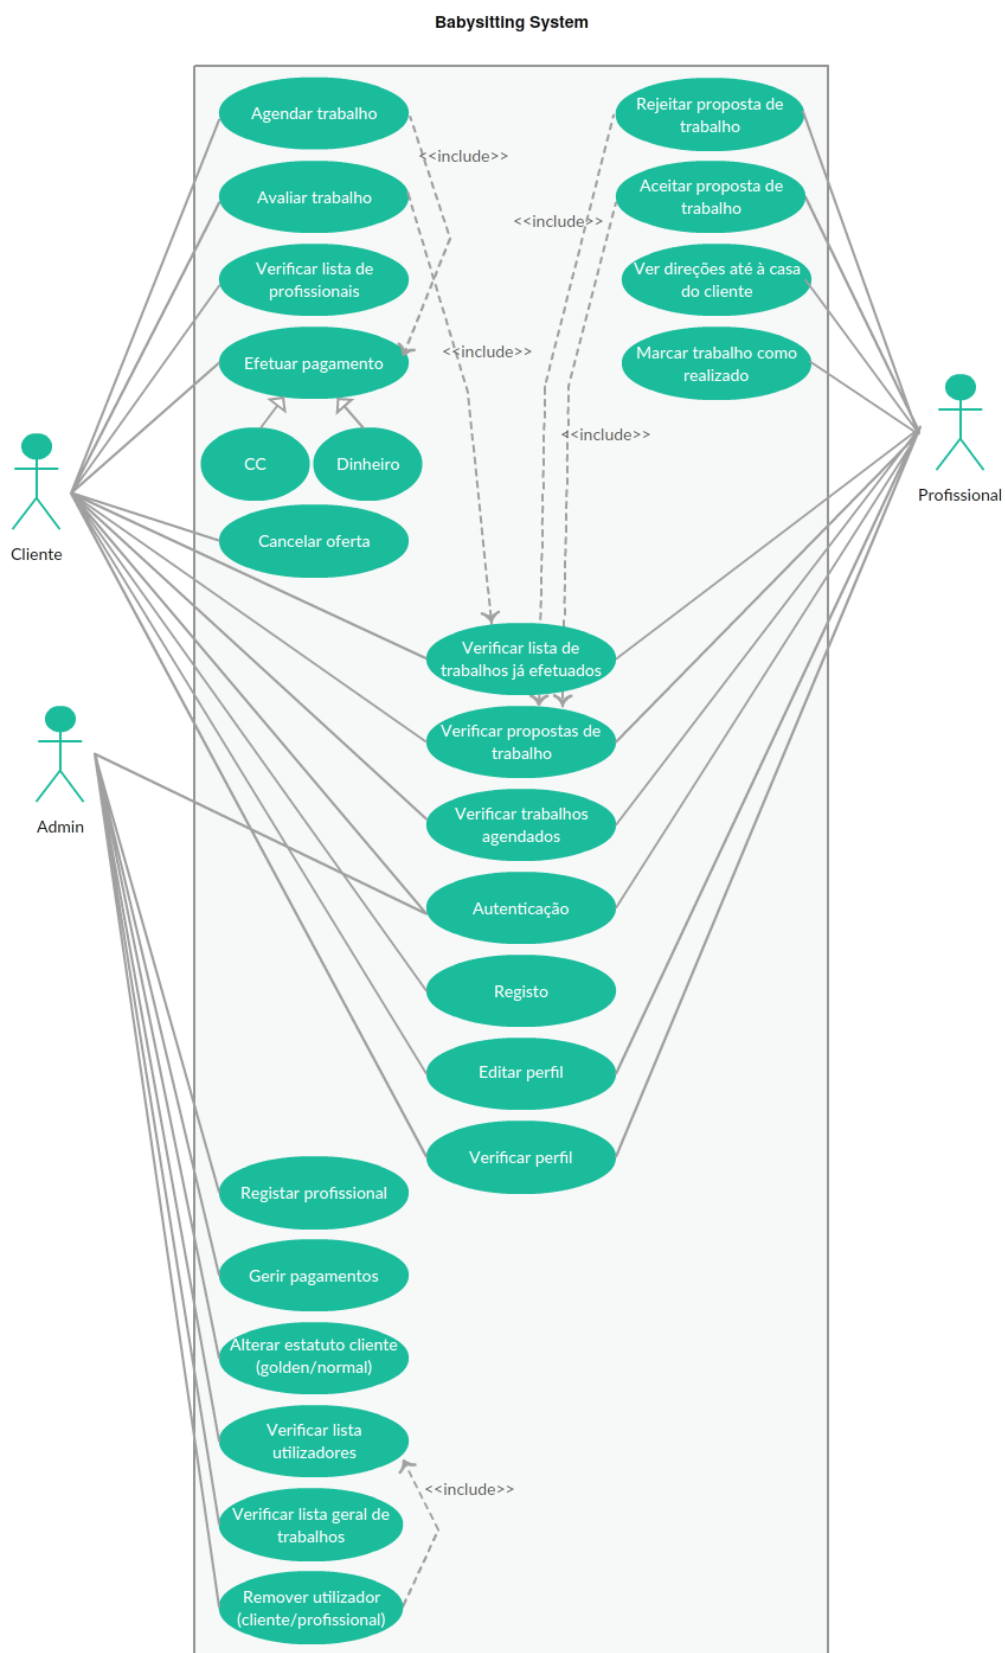 Babysitting System
Agendar trabalho
<<include>>
Avaliar trabalho
Verificar lista de
profissionais
Efetuar pagamento
<<include>>
CC
Dinheiro
Cancelar oferta
Rejeitar proposta de
trabalho
Aceitar proposta de
trabalho
<<include>>
Ver direções até à casa
do cliente
Marcar trabalho como
realizado
<<include>>
Cliente
Profissional
Admin
Verificar lista de
trabalhos já efetuados
Verificar propostas de
trabalho
Verificar trabalhos
agendados
Autenticação
Registo
Editar perfil
Verificar perfil
Registar profissional
Gerir pagamentos
Alterar estatuto cliente
(golden/normal)
Verificar lista
utilizadores
<<include>>
Verificar lista geral de
trabalhos
Remover utilizador
(cliente/profissional)